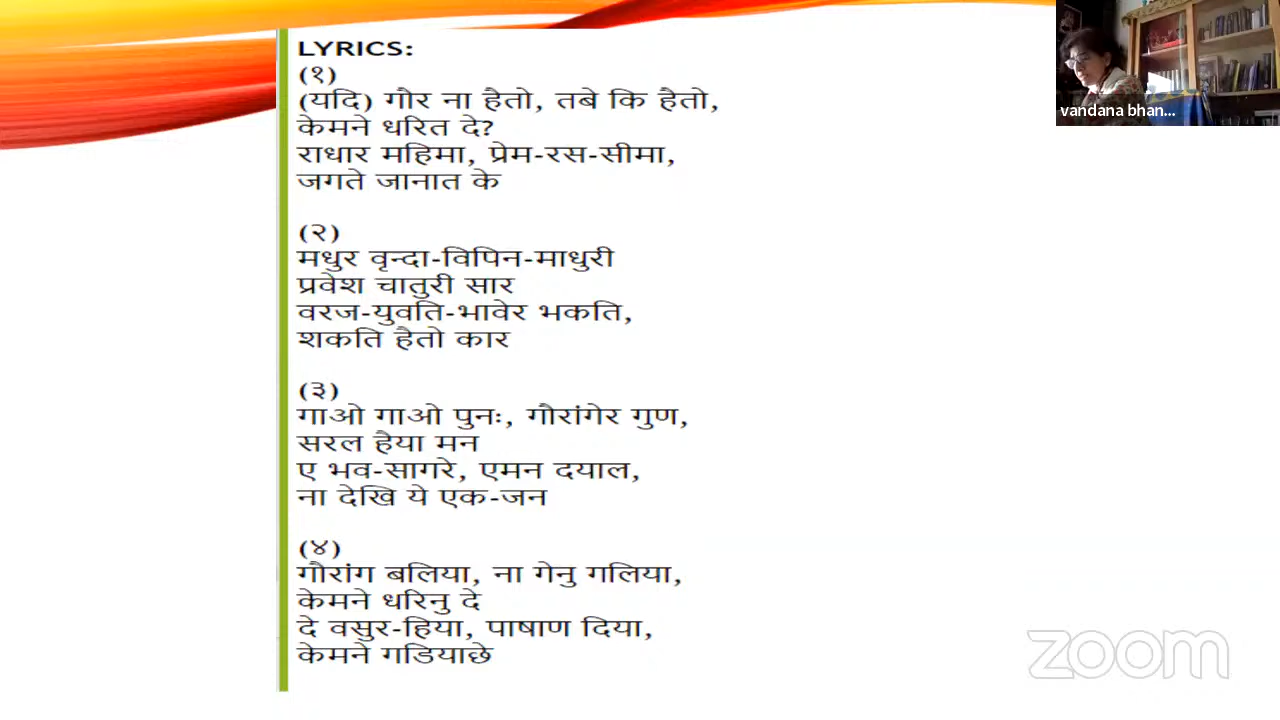 LYRICS:
(१)
(यदि) गौर ना हैतो, तबे कि हैतो,
केमने धरित दे?
राधार महिमा, प्रेम-रस-सीमा,
जगते जानात के
(२)
मधुर वृन्दा-विपिन-माधुरी
प्रवेश चातुरी सार
वरज-युवति-भावेर भकति,
शकति हैतो कार
(३)
गाओ गाओ पुनः, गौरांगेर गुण,
सरल हैया मन
ए भव-सागरे, एमन दयाल,
ना देखि ये एक-जन
(४)
गौरांग बलिया, ना गेनु गलिया,
केमने धरिनु दे
दे वसुर-हिया, पाषाण दिया,
केमने गडियाछे
vandana bhan...
zoom